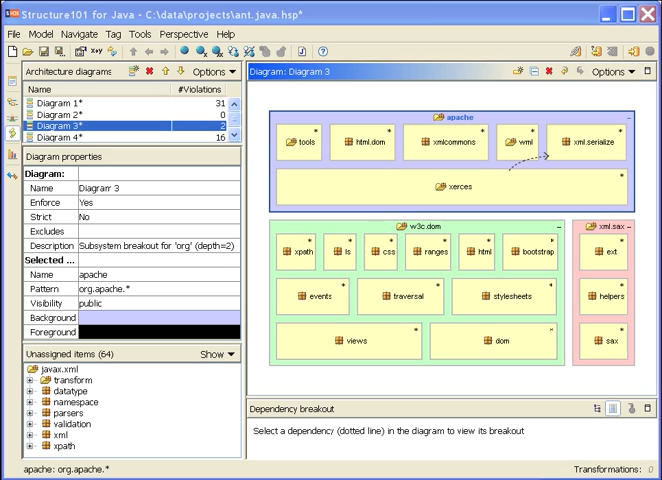 Structure101 for Java - C:\data\projects\ant.java.hsp*
File Model Navigate Tag Tools Perspective Help
Architecture diagrams Options
Name #Violations
Diagram 1* 31
Diagram 2* 0
Diagram 3* 2
Diagram 4* 16
Diagram properties
Diagram:
Name Diagram 3
Enforce Yes
Strict No
Excludes
Description Subsystem breakout for 'org' (depth=2)
Selected ...
Name apache
Pattern org.apache.*
Visibility public
Background
Foreground
Unassigned items (64) Show
javax.xml
transform
datatype
namespace
parsers
validation
xml
xpath
Diagram: Diagram 3 Options
apache
tools html.dom xmlcommons wml xml.serialize
xerces
w3c.dom
xpath ls css ranges html bootstrap
events traversal stylesheets
views dom
xml.sax
ext
helpers
sax
Dependency breakout
Select a dependency (dotted line) in the diagram to view its breakout
apache: org.apache.* Transformations: 0